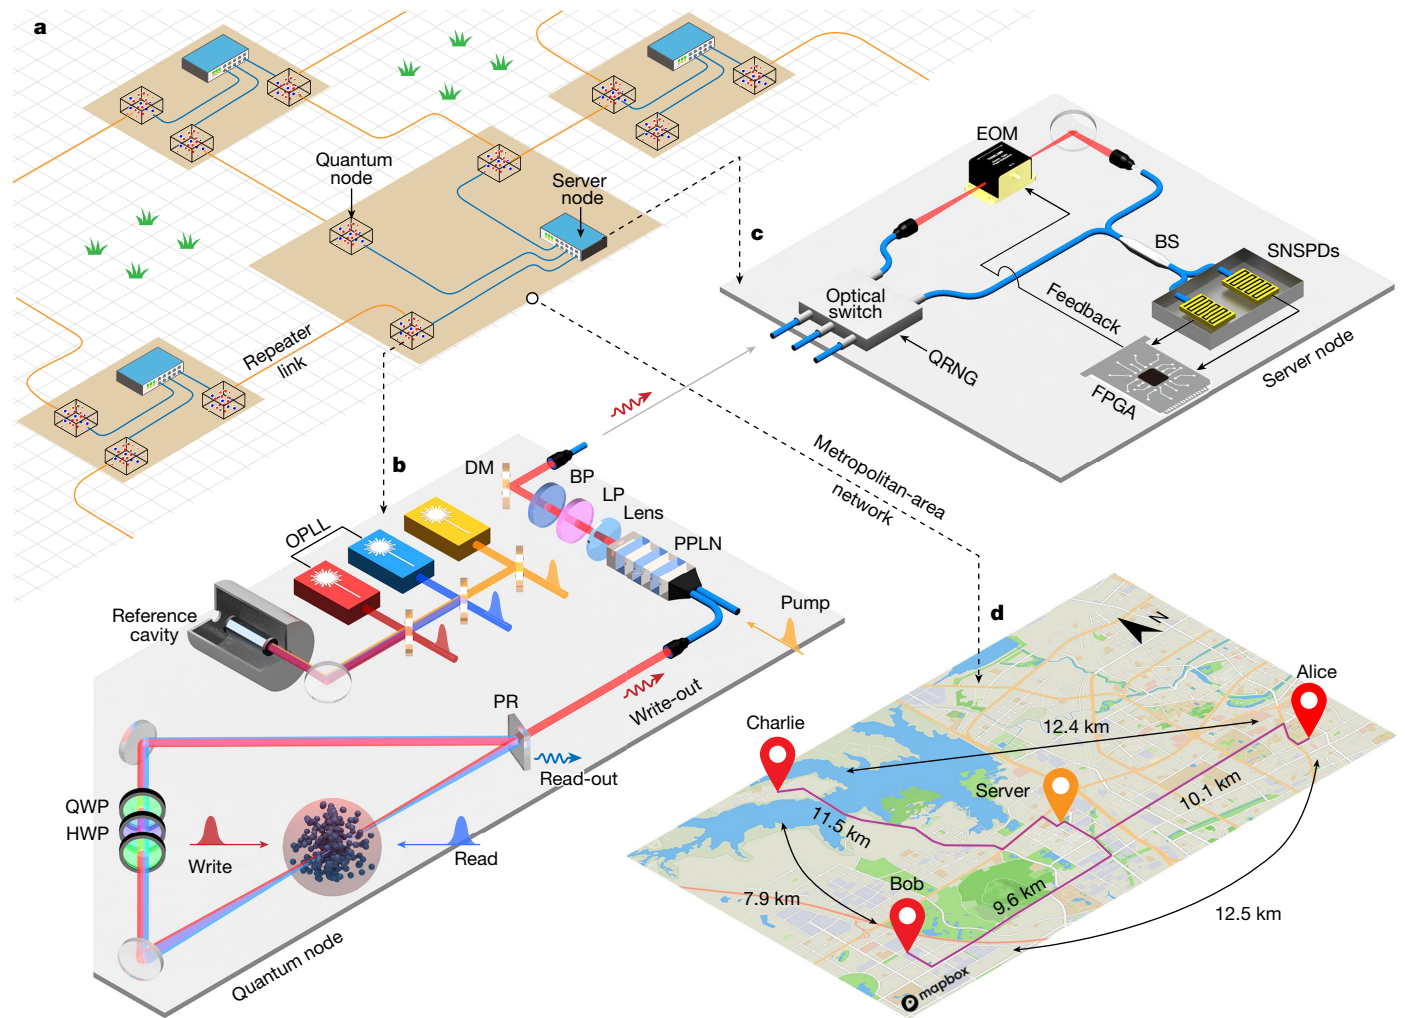 a
Quantum
node
Server
node
Repeater
link
c
EOM
BS
SNSPDs
Optical
switch
Feedback
QRNG
FPGA
Server node
b
DM
BP
LP
Lens
PPLN
OPLL
Reference
cavity
Pump
PR
Write-out
Read-out
QWP
HWP
Write
Read
Quantum node
Metropolitan-area
network
d
N
Alice
Charlie
12.4 km
Server
10.1 km
11.5 km
Bob
7.9 km
9.6 km
12.5 km
mapbox